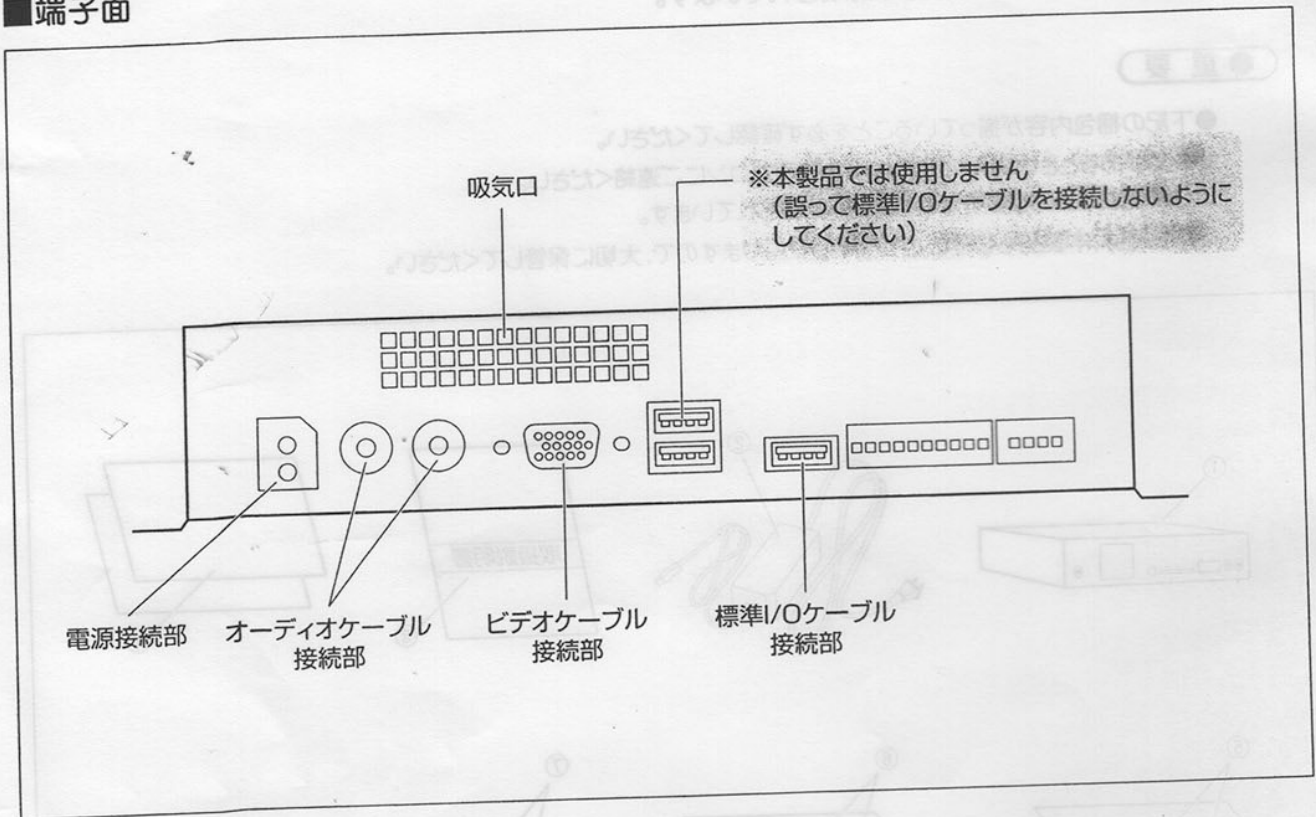 ■端子面
吸気口
※本製品では使用しません
(誤って標準I/Oケーブルを接続しないように
してください)
電源接続部
オーディオケーブル
接続部
ビデオケーブル
接続部
標準I/Oケーブル
接続部